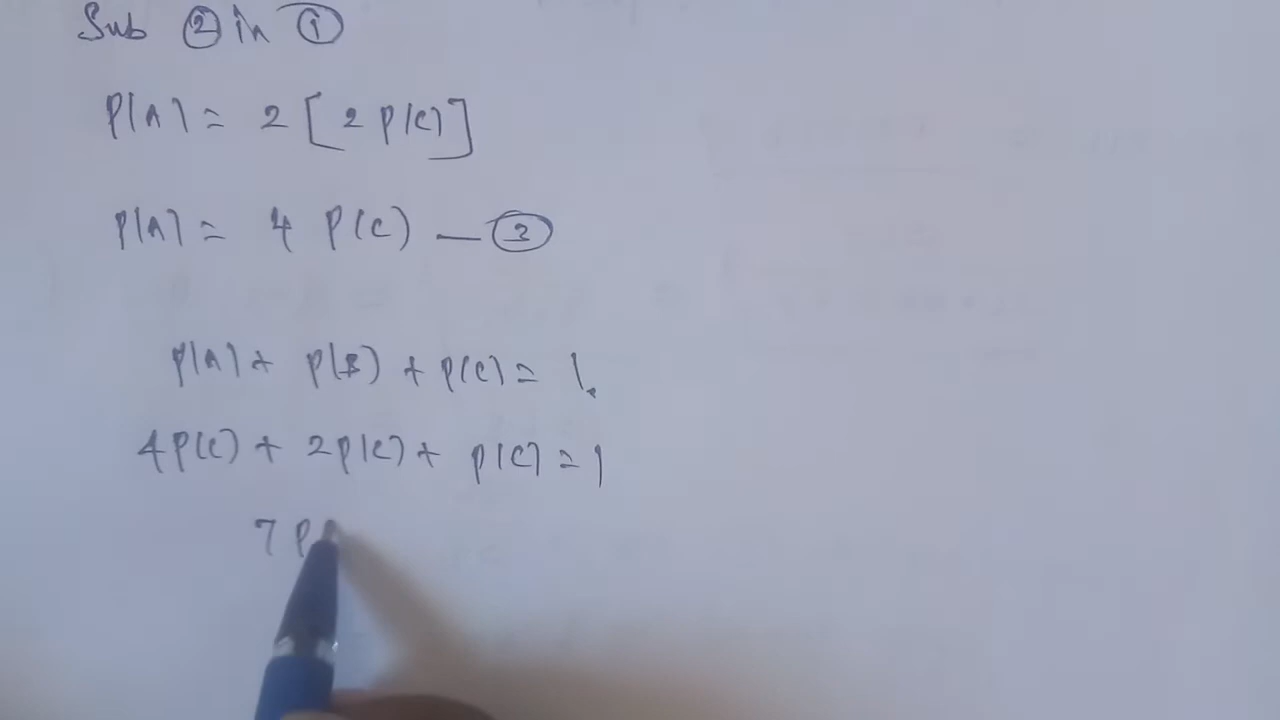 Sub ② in ①
P(A) = 2 [ 2 P(C) ]
P(A) = 4 P(C) — ③
P(A) + P(B) + P(C) = 1.
4P(C) + 2P(C) + P(C) = 1
7 P